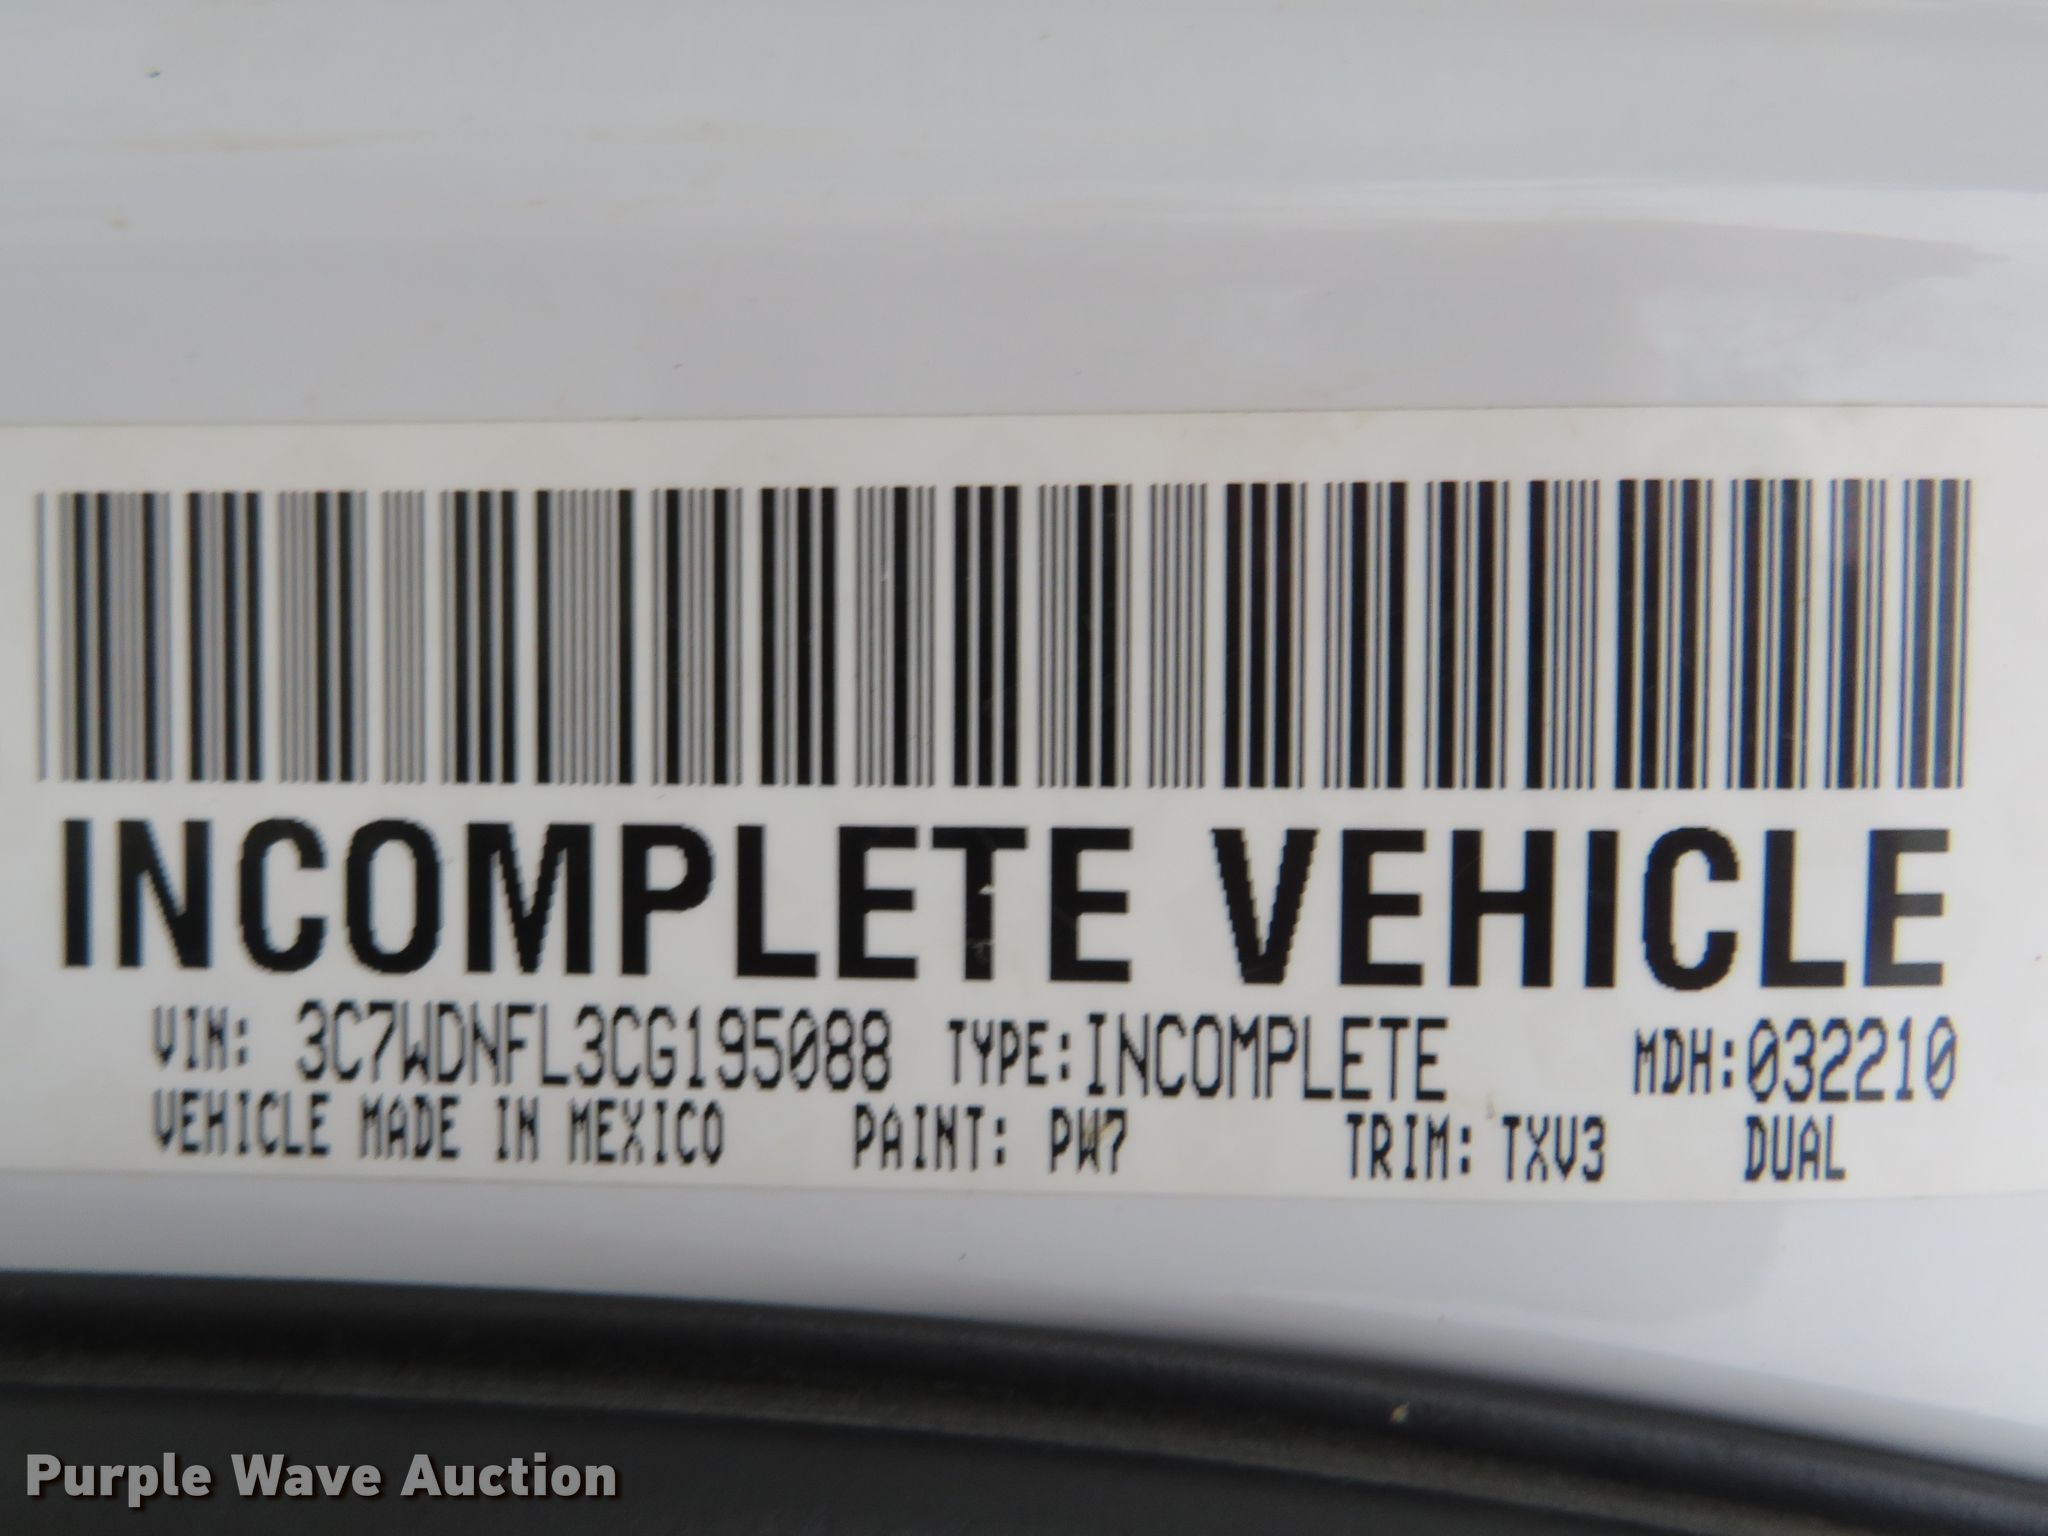 INCOMPLETE VEHICLE
VIN: 3C7WDNFL3CG195088 TYPE:INCOMPLETE MDH:032210
VEHICLE MADE IN MEXICO PAINT: PW7 TRIM: TXV3 DUAL
Purple Wave Auction